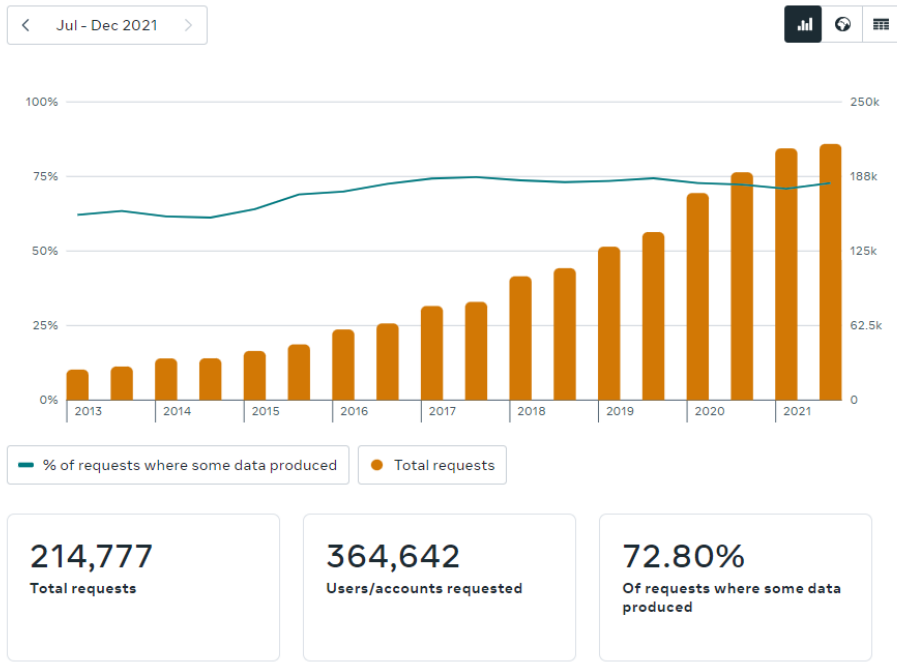 Jul - Dec 2021
100%
250k
75%
188k
50%
125k
25%
62.5k
0%
0
2013
2014
2015
2016
2017
2018
2019
2020
2021
% of requests where some data produced
Total requests
214,777
Total requests
364,642
Users/accounts requested
72.80%
Of requests where some data
produced